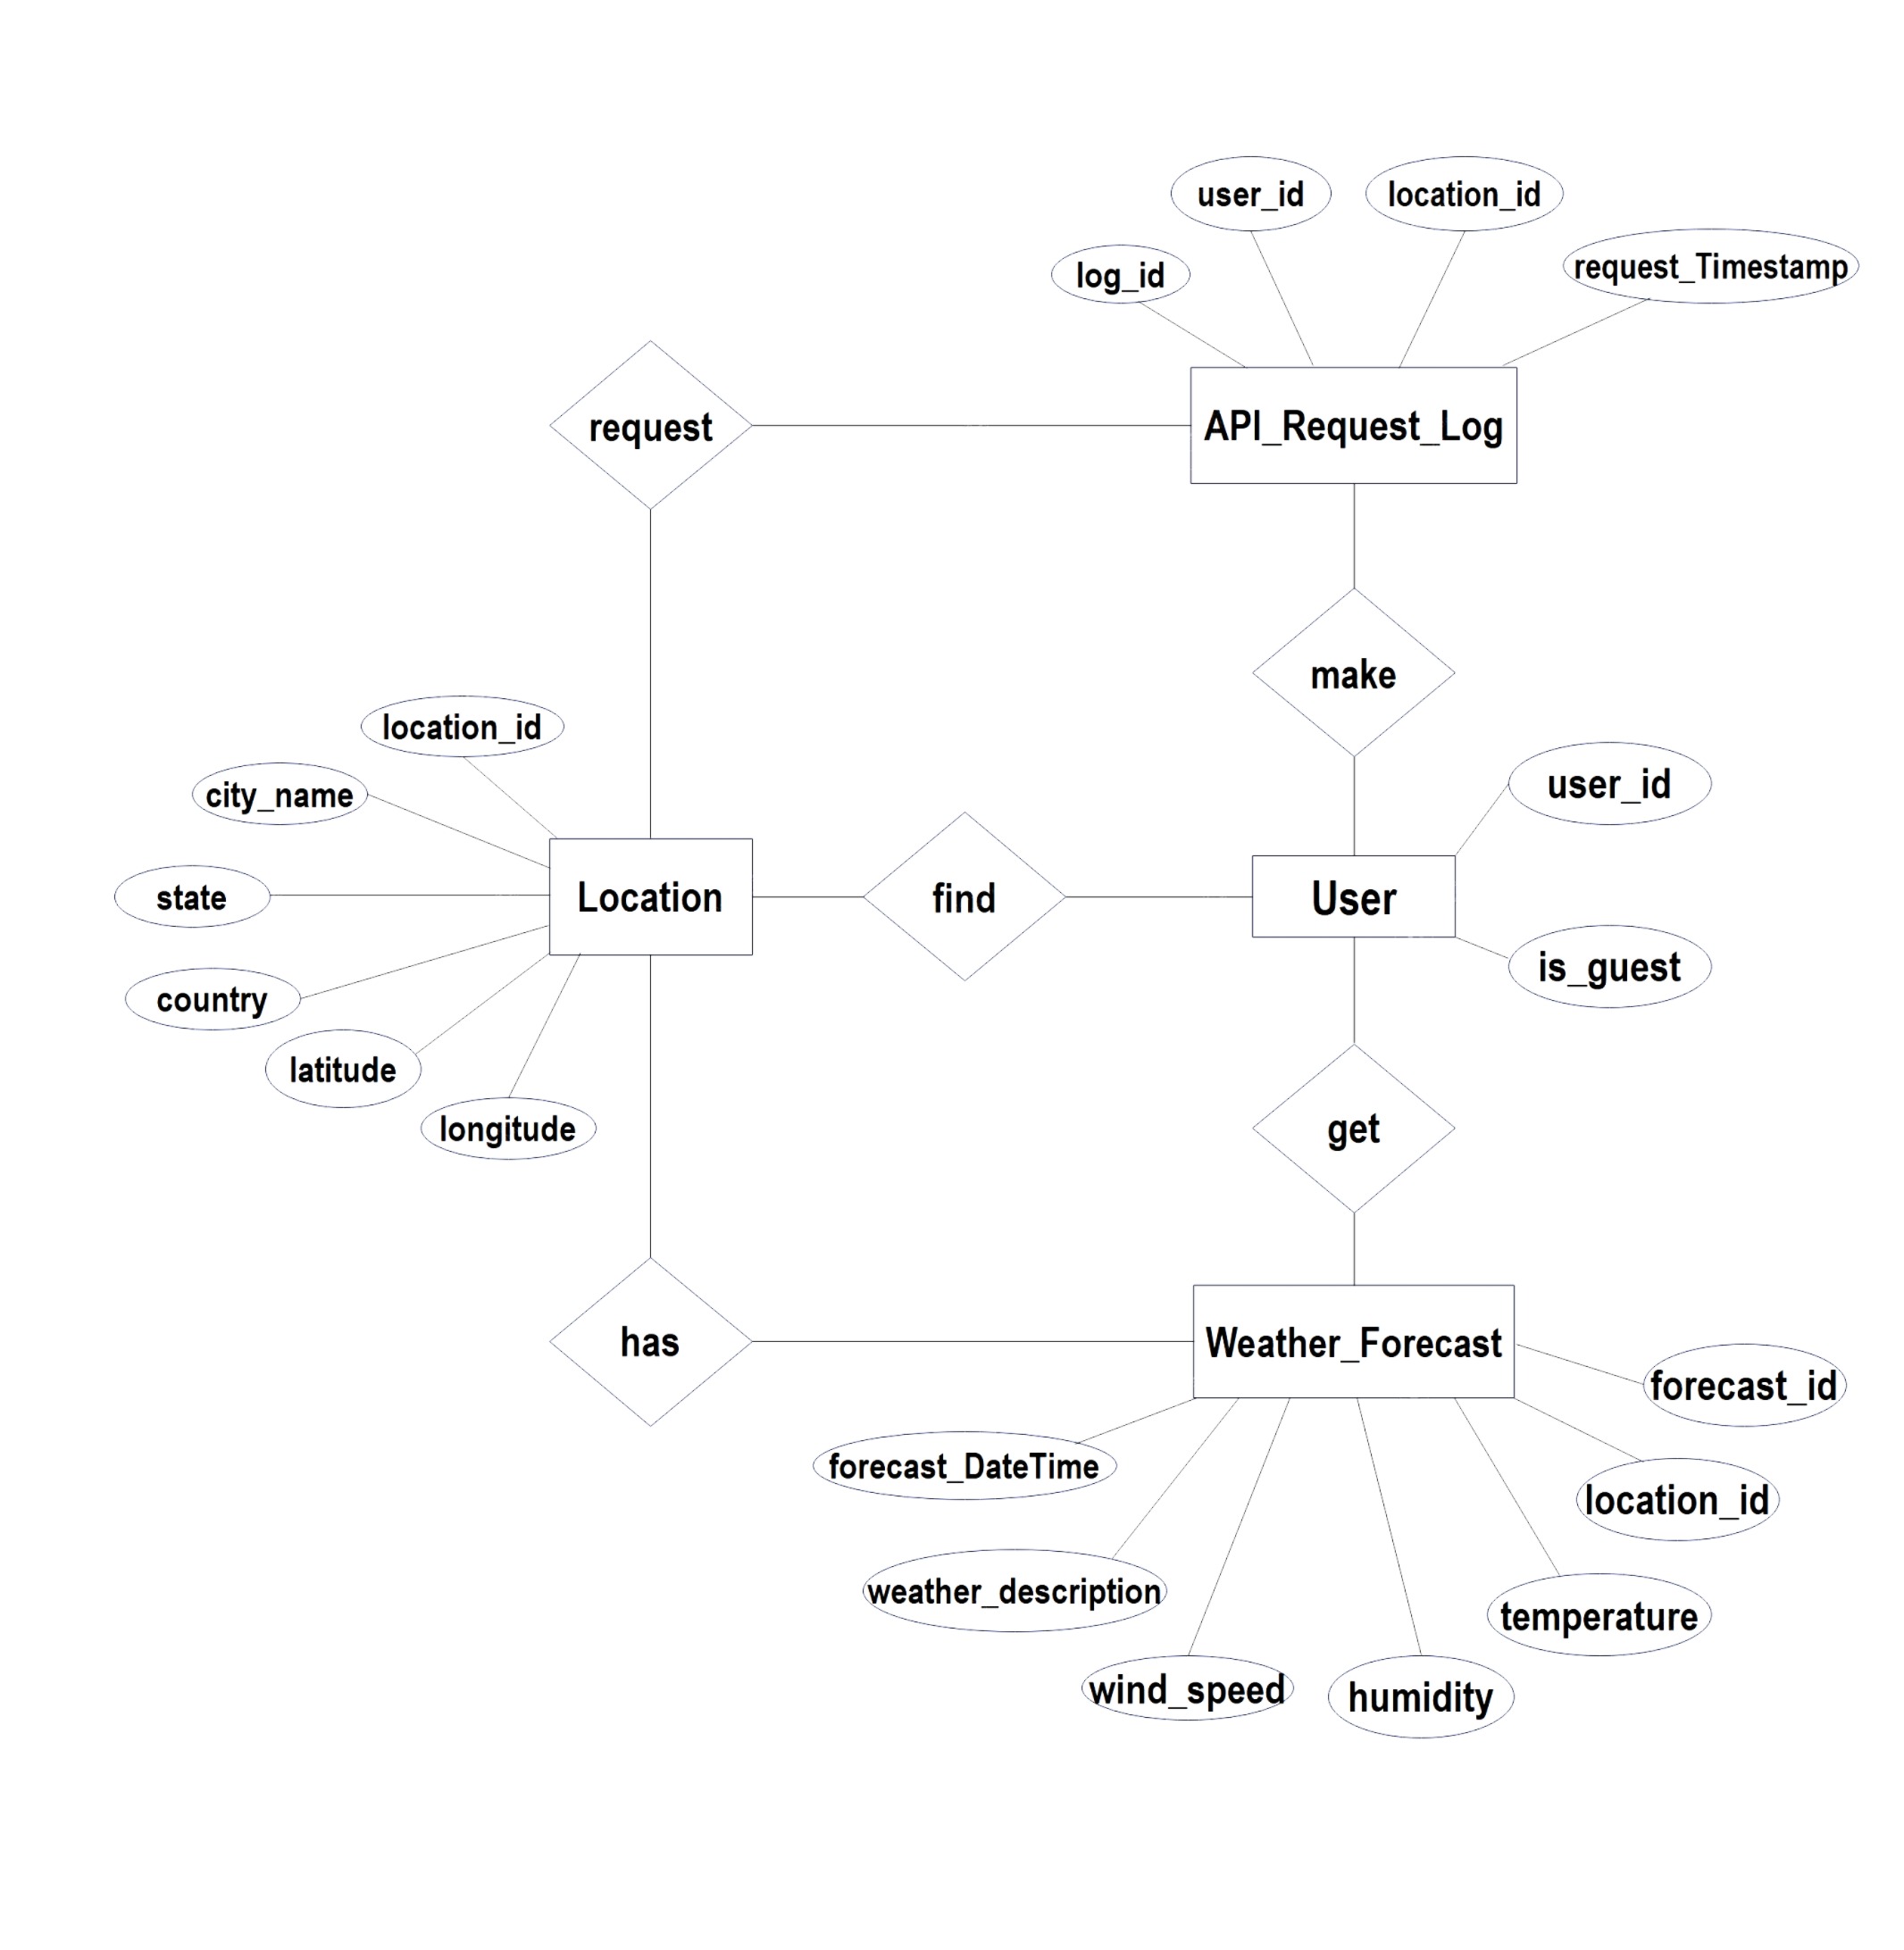 user_id
location_id
log_id
request_Timestamp
request
API_Request_Log
make
location_id
city_name
user_id
state
Location
find
User
country
is_guest
latitude
longitude
get
has
Weather_Forecast
forecast_id
forecast_DateTime
location_id
weather_description
temperature
wind_speed
humidity